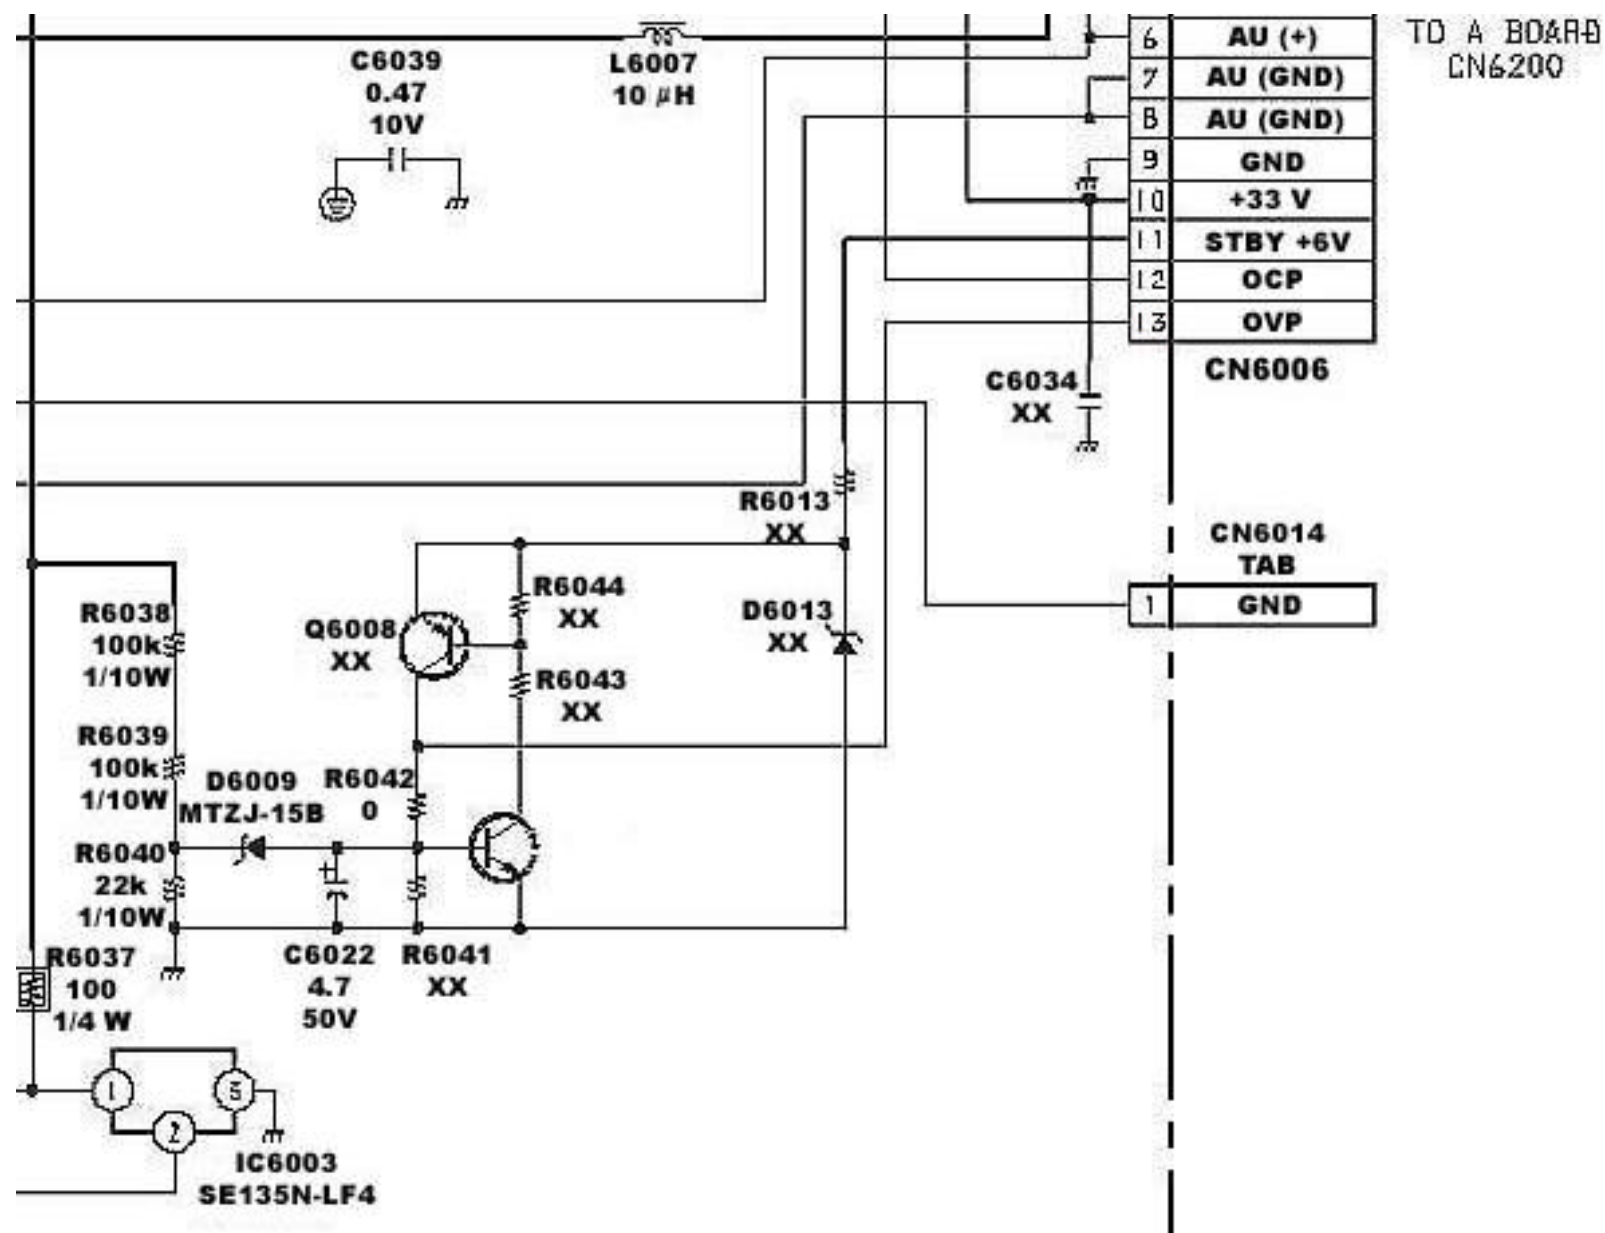 6 AU (+)
TO A BOARD
CN6200
7 AU (GND)
8 AU (GND)
9 GND
10 +33 V
11 STBY +6V
12 OCP
13 OVP
CN6006
C6039
0.47
10V
L6007
10 μH
C6034
XX
R6013
XX
CN6014
TAB
1 GND
R6038
100k
1/10W
Q6008
XX
R6044
XX
D6013
XX
R6043
XX
R6039
100k
1/10W
D6009
MTZJ-15B
R6042
0
R6040
22k
1/10W
+
R6037
100
1/4 W
C6022
4.7
50V
R6041
XX
1
3
2
IC6003
SE135N-LF4